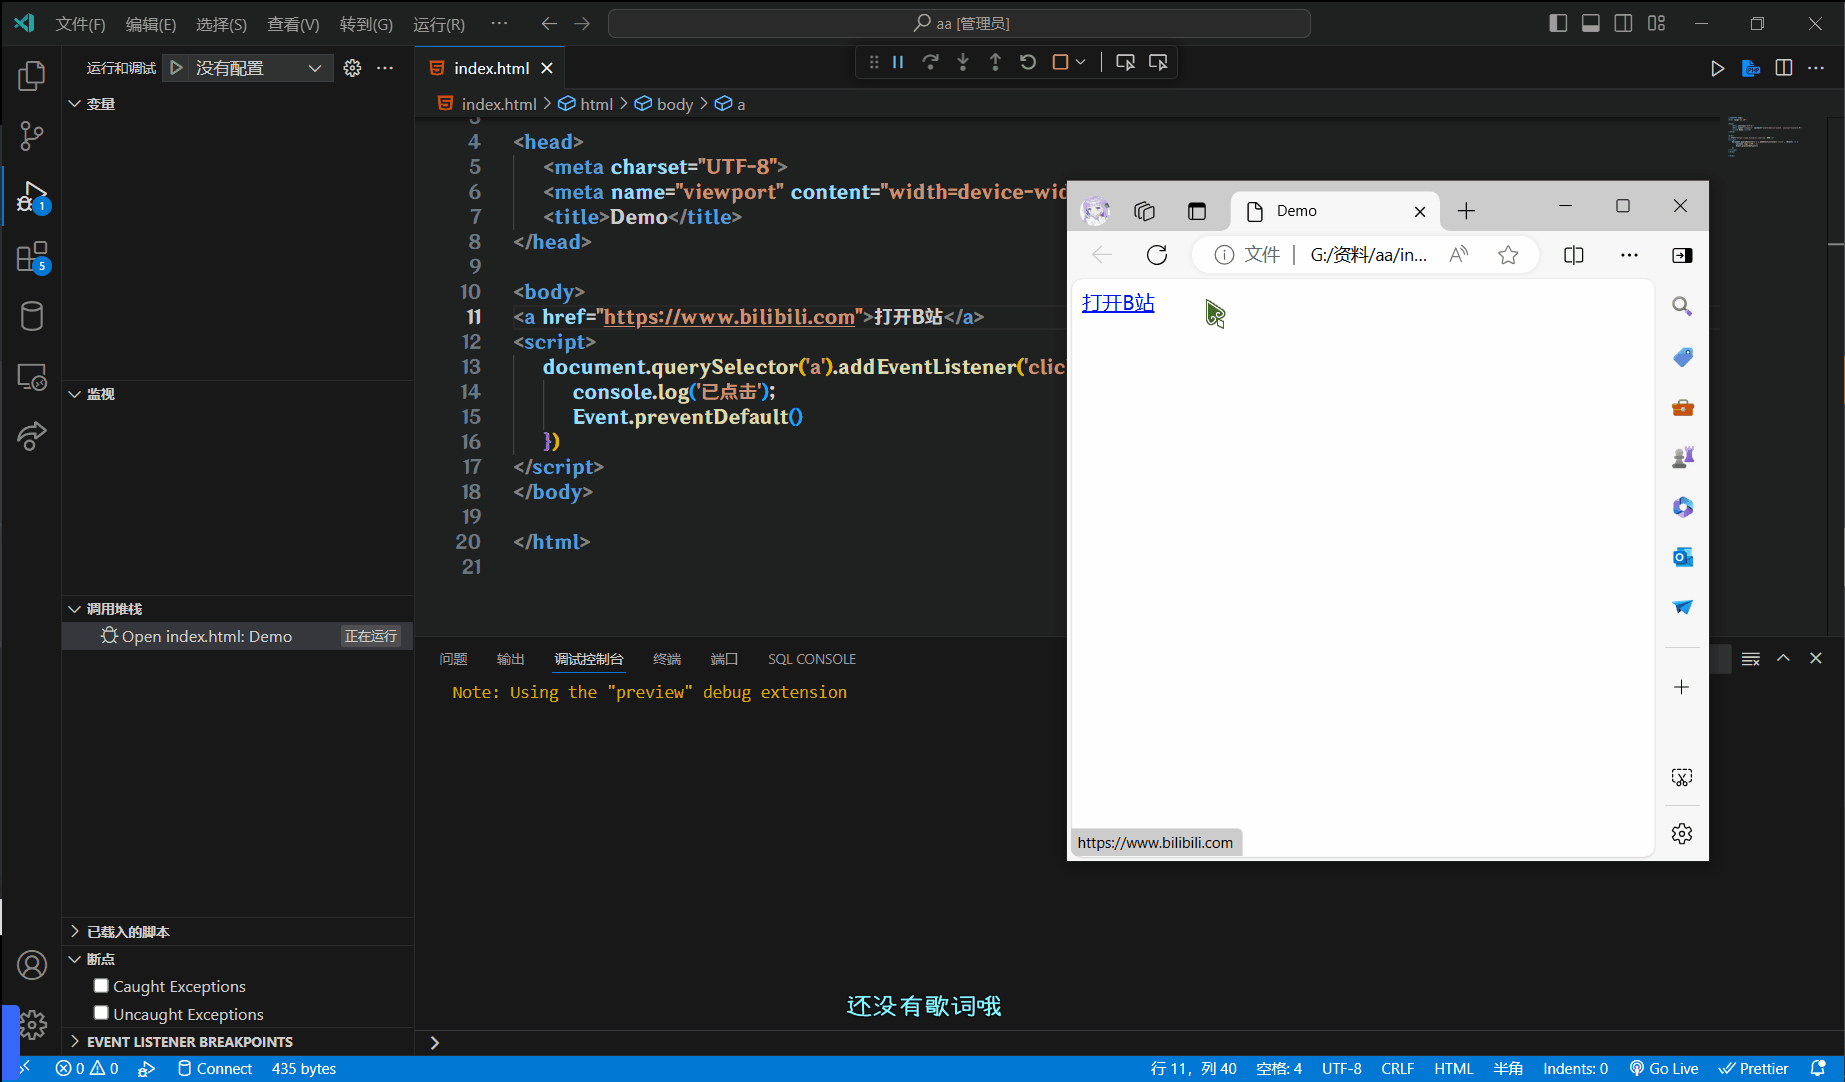 文件(F) 编辑(E) 选择(S) 查看(V) 转到(G) 运行(R) ··· aa [管理员]
运行和调试 没有配置 ···
index.html
index.html > html > body > a
变量
3
4 <head>
5 <meta charset="UTF-8">
6 <meta name="viewport" content="width=device-wid
7 <title>Demo</title>
8 </head>
9
10 <body>
11 <a href="https://www.bilibili.com">打开B站</a>
12 <script>
13 document.querySelector('a').addEventListener('clic
14 console.log('已点击');
15 Event.preventDefault()
16 })
17 </script>
18 </body>
19
20 </html>
21
Demo
文件 | G:/资料/aa/in...
打开B站
https://www.bilibili.com
监视
调用堆栈
Open index.html: Demo 正在运行
已载入的脚本
断点
Caught Exceptions
Uncaught Exceptions
EVENT LISTENER BREAKPOINTS
1
5
问题 输出 调试控制台 终端 端口 SQL CONSOLE
Note: Using the "preview" debug extension
还没有歌词哦
0 0 Connect 435 bytes 行 11，列 40 空格: 4 UTF-8 CRLF HTML 半角 Indents: 0 Go Live Prettier